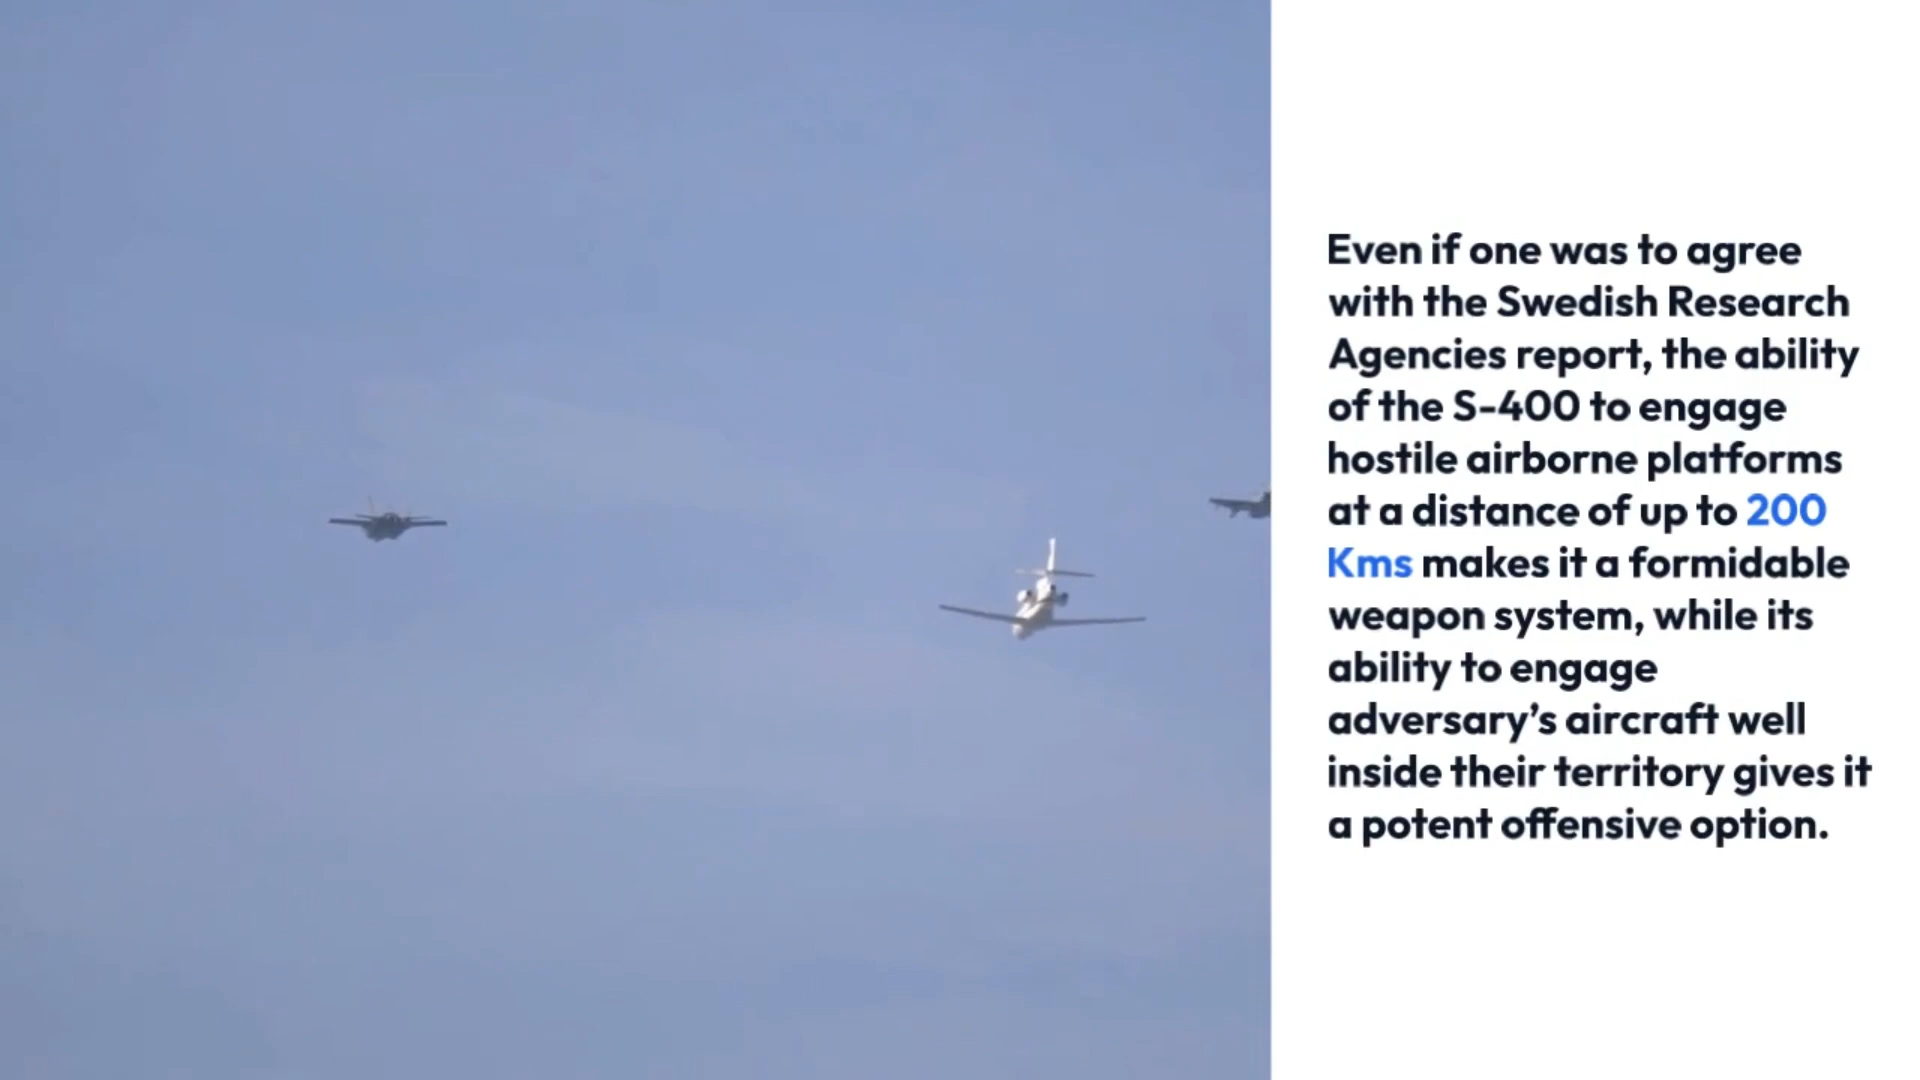 Even if one was to agree
with the Swedish Research
Agencies report, the ability
of the S-400 to engage
hostile airborne platforms
at a distance of up to 200
Kms makes it a formidable
weapon system, while its
ability to engage
adversary’s aircraft well
inside their territory gives it
a potent offensive option.